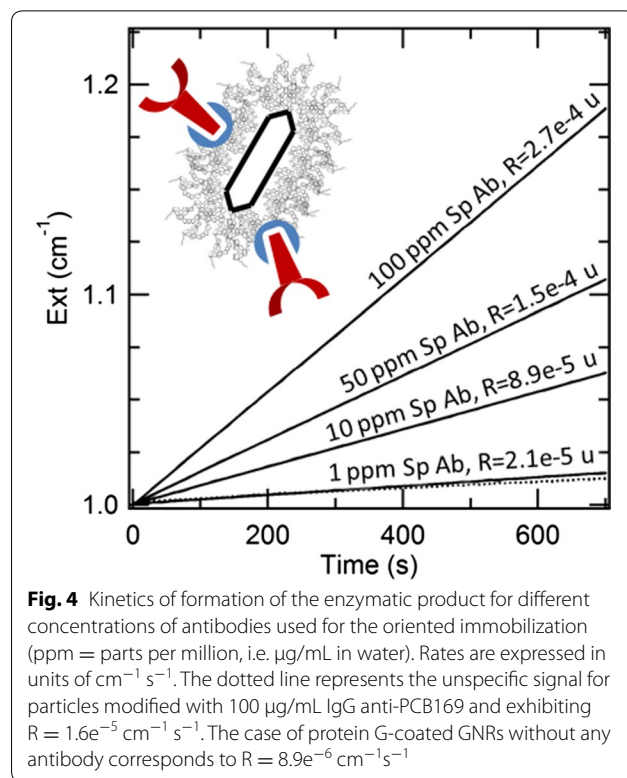 1.2
1.1
1.0
Ext (cm⁻¹)
100 ppm Sp Ab, R=2.7e-4 u
50 ppm Sp Ab, R=1.5e-4 u
10 ppm Sp Ab, R=8.9e-5 u
1 ppm Sp Ab, R=2.1e-5 u
0 200 400 600
Time (s)
Fig. 4 Kinetics of formation of the enzymatic product for different
concentrations of antibodies used for the oriented immobilization
(ppm = parts per million, i.e. µg/mL in water). Rates are expressed in
units of cm⁻¹ s⁻¹. The dotted line represents the unspecific signal for
particles modified with 100 µg/mL IgG anti-PCB169 and exhibiting
R = 1.6e⁻⁵ cm⁻¹ s⁻¹. The case of protein G-coated GNRs without any
antibody corresponds to R = 8.9e⁻⁶ cm⁻¹s⁻¹